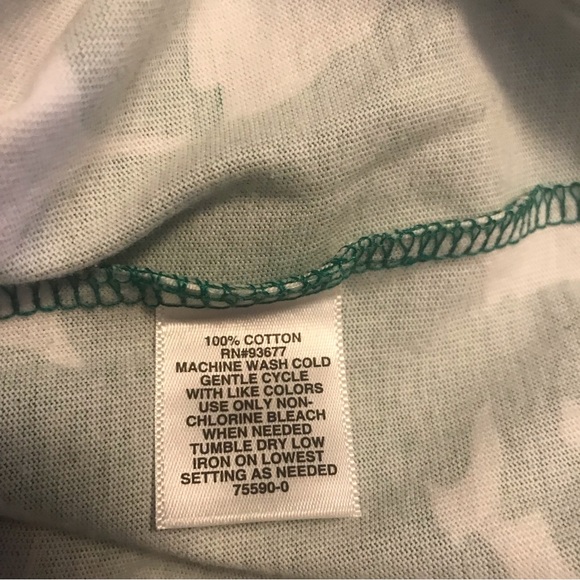 100% COTTON
RN#93677
MACHINE WASH COLD
GENTLE CYCLE
WITH LIKE COLORS
USE ONLY NON-
CHLORINE BLEACH
WHEN NEEDED
TUMBLE DRY LOW
IRON ON LOWEST
SETTING AS NEEDED
75590-0